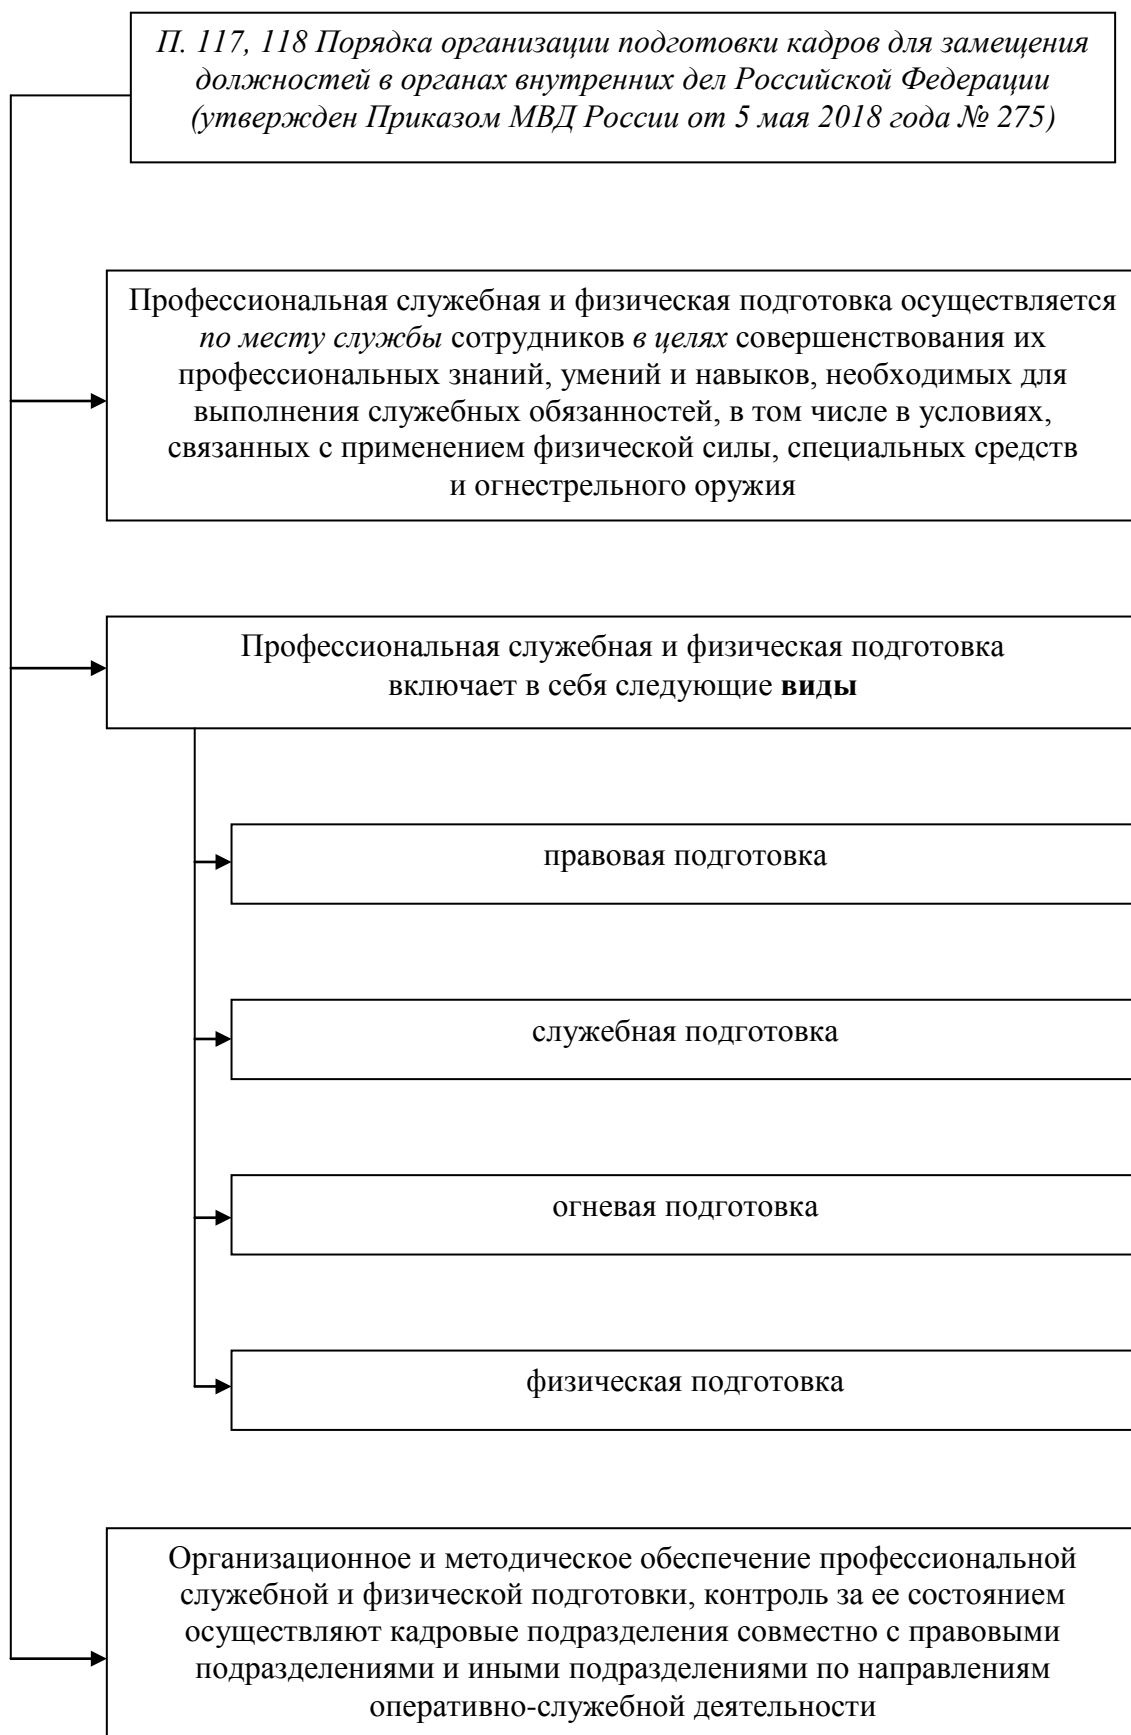 П. 117, 118 Порядка организации подготовки кадров для замещения
должностей в органах внутренних дел Российской Федерации
(утвержден Приказом МВД России от 5 мая 2018 года № 275)
Профессиональная служебная и физическая подготовка осуществляется
по месту службы сотрудников в целях совершенствования их
профессиональных знаний, умений и навыков, необходимых для
выполнения служебных обязанностей, в том числе в условиях,
связанных с применением физической силы, специальных средств
и огнестрельного оружия
Профессиональная служебная и физическая подготовка
включает в себя следующие виды
правовая подготовка
служебная подготовка
огневая подготовка
физическая подготовка
Организационное и методическое обеспечение профессиональной
служебной и физической подготовки, контроль за ее состоянием
осуществляют кадровые подразделения совместно с правовыми
подразделениями и иными подразделениями по направлениям
оперативно-служебной деятельности